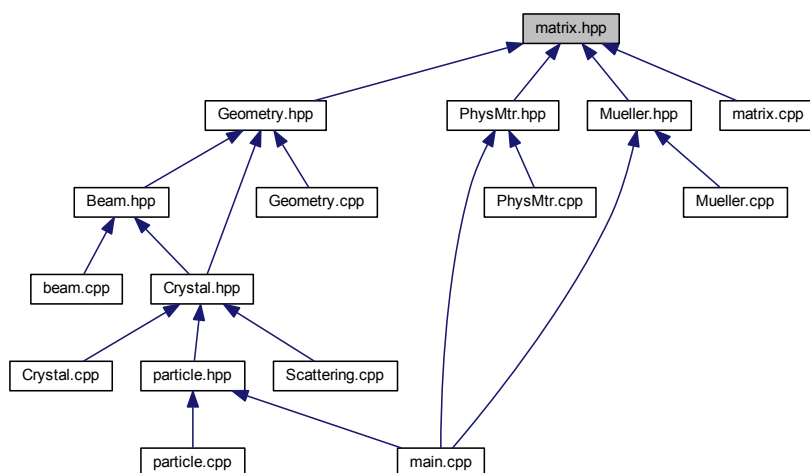 matrix.hpp
Geometry.hpp
PhysMtr.hpp
Mueller.hpp
matrix.cpp
Beam.hpp
Geometry.cpp
PhysMtr.cpp
Mueller.cpp
beam.cpp
Crystal.hpp
Crystal.cpp
particle.hpp
Scattering.cpp
particle.cpp
main.cpp